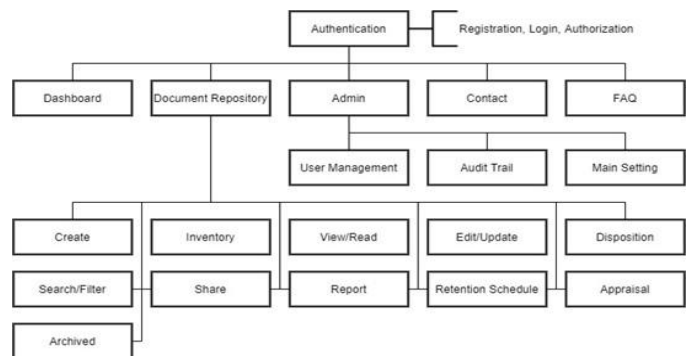 Authentication
Registration, Login, Authorization
Dashboard
Document Repository
Admin
Contact
FAQ
User Management
Audit Trail
Main Setting
Create
Inventory
View/Read
Edit/Update
Disposition
Search/Filter
Share
Report
Retention Schedule
Appraisal
Archived